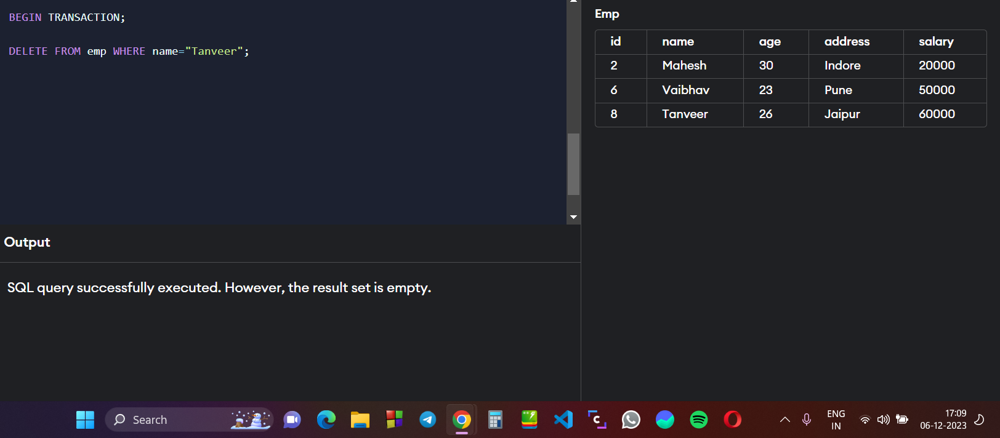 BEGIN TRANSACTION;
DELETE FROM emp WHERE name="Tanveer";
Output
SQL query successfully executed. However, the result set is empty.
Emp
id name age address salary
2 Mahesh 30 Indore 20000
6 Vaibhav 23 Pune 50000
8 Tanveer 26 Jaipur 60000
Search
ENG
IN
17:09
06-12-2023